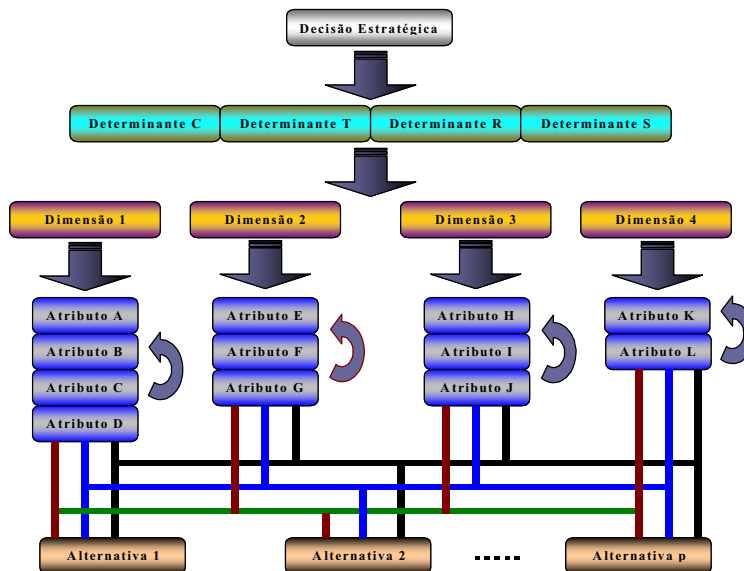 Decisão Estratégica
Determinante C
Determinante T
Determinante R
Determinante S
Dimensão 1
Dimensão 2
Dimensão 3
Dimensão 4
Atributo A
Atributo B
Atributo C
Atributo D
Atributo E
Atributo F
Atributo G
Atributo H
Atributo I
Atributo J
Atributo K
Atributo L
Alternativa 1
Alternativa 2
Alternativa p